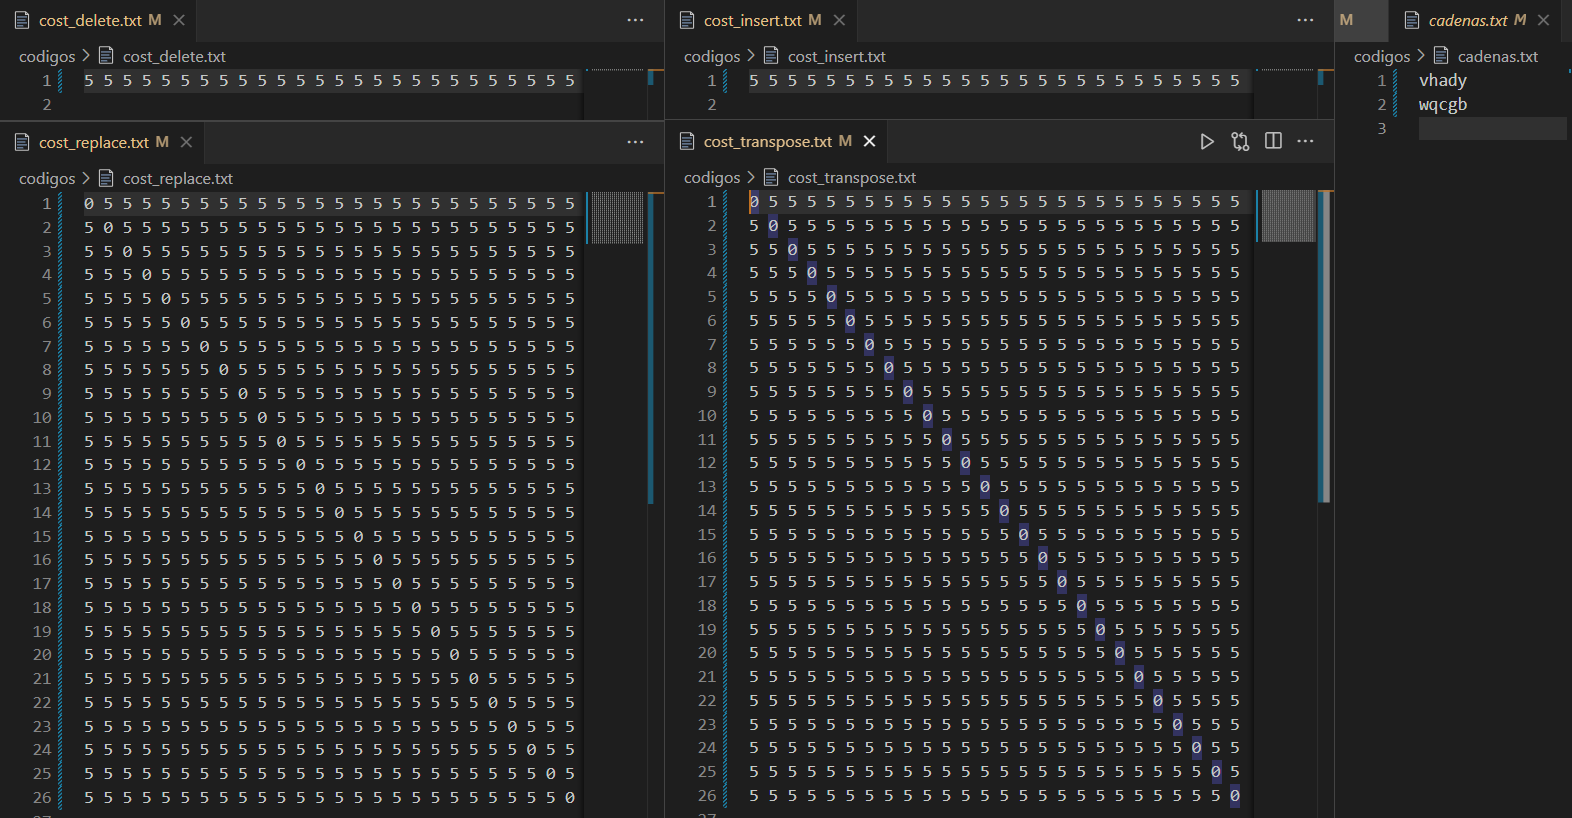 cost_delete.txt M
codigos > cost_delete.txt
1 5 5 5 5 5 5 5 5 5 5 5 5 5 5 5 5 5 5 5 5 5 5 5 5 5 5
2
cost_replace.txt M
codigos > cost_replace.txt
1 0 5 5 5 5 5 5 5 5 5 5 5 5 5 5 5 5 5 5 5 5 5 5 5 5 5
2 5 0 5 5 5 5 5 5 5 5 5 5 5 5 5 5 5 5 5 5 5 5 5 5 5 5
3 5 5 0 5 5 5 5 5 5 5 5 5 5 5 5 5 5 5 5 5 5 5 5 5 5 5
4 5 5 5 0 5 5 5 5 5 5 5 5 5 5 5 5 5 5 5 5 5 5 5 5 5 5
5 5 5 5 5 0 5 5 5 5 5 5 5 5 5 5 5 5 5 5 5 5 5 5 5 5 5
6 5 5 5 5 5 0 5 5 5 5 5 5 5 5 5 5 5 5 5 5 5 5 5 5 5 5
7 5 5 5 5 5 5 0 5 5 5 5 5 5 5 5 5 5 5 5 5 5 5 5 5 5 5
8 5 5 5 5 5 5 5 0 5 5 5 5 5 5 5 5 5 5 5 5 5 5 5 5 5 5
9 5 5 5 5 5 5 5 5 0 5 5 5 5 5 5 5 5 5 5 5 5 5 5 5 5 5
10 5 5 5 5 5 5 5 5 5 0 5 5 5 5 5 5 5 5 5 5 5 5 5 5 5 5
11 5 5 5 5 5 5 5 5 5 5 0 5 5 5 5 5 5 5 5 5 5 5 5 5 5 5
12 5 5 5 5 5 5 5 5 5 5 5 0 5 5 5 5 5 5 5 5 5 5 5 5 5 5
13 5 5 5 5 5 5 5 5 5 5 5 5 0 5 5 5 5 5 5 5 5 5 5 5 5 5
14 5 5 5 5 5 5 5 5 5 5 5 5 5 0 5 5 5 5 5 5 5 5 5 5 5 5
15 5 5 5 5 5 5 5 5 5 5 5 5 5 5 0 5 5 5 5 5 5 5 5 5 5 5
16 5 5 5 5 5 5 5 5 5 5 5 5 5 5 5 0 5 5 5 5 5 5 5 5 5 5
17 5 5 5 5 5 5 5 5 5 5 5 5 5 5 5 5 0 5 5 5 5 5 5 5 5 5
18 5 5 5 5 5 5 5 5 5 5 5 5 5 5 5 5 5 0 5 5 5 5 5 5 5 5
19 5 5 5 5 5 5 5 5 5 5 5 5 5 5 5 5 5 5 0 5 5 5 5 5 5 5
20 5 5 5 5 5 5 5 5 5 5 5 5 5 5 5 5 5 5 5 0 5 5 5 5 5 5
21 5 5 5 5 5 5 5 5 5 5 5 5 5 5 5 5 5 5 5 5 0 5 5 5 5 5
22 5 5 5 5 5 5 5 5 5 5 5 5 5 5 5 5 5 5 5 5 5 0 5 5 5 5
23 5 5 5 5 5 5 5 5 5 5 5 5 5 5 5 5 5 5 5 5 5 5 0 5 5 5
24 5 5 5 5 5 5 5 5 5 5 5 5 5 5 5 5 5 5 5 5 5 5 5 0 5 5
25 5 5 5 5 5 5 5 5 5 5 5 5 5 5 5 5 5 5 5 5 5 5 5 5 0 5
26 5 5 5 5 5 5 5 5 5 5 5 5 5 5 5 5 5 5 5 5 5 5 5 5 5 0
cost_insert.txt M
codigos > cost_insert.txt
1 5 5 5 5 5 5 5 5 5 5 5 5 5 5 5 5 5 5 5 5 5 5 5 5 5 5
2
cost_transpose.txt M
codigos > cost_transpose.txt
1 0 5 5 5 5 5 5 5 5 5 5 5 5 5 5 5 5 5 5 5 5 5 5 5 5 5
2 5 0 5 5 5 5 5 5 5 5 5 5 5 5 5 5 5 5 5 5 5 5 5 5 5 5
3 5 5 0 5 5 5 5 5 5 5 5 5 5 5 5 5 5 5 5 5 5 5 5 5 5 5
4 5 5 5 0 5 5 5 5 5 5 5 5 5 5 5 5 5 5 5 5 5 5 5 5 5 5
5 5 5 5 5 0 5 5 5 5 5 5 5 5 5 5 5 5 5 5 5 5 5 5 5 5 5
6 5 5 5 5 5 0 5 5 5 5 5 5 5 5 5 5 5 5 5 5 5 5 5 5 5 5
7 5 5 5 5 5 5 0 5 5 5 5 5 5 5 5 5 5 5 5 5 5 5 5 5 5 5
8 5 5 5 5 5 5 5 0 5 5 5 5 5 5 5 5 5 5 5 5 5 5 5 5 5 5
9 5 5 5 5 5 5 5 5 0 5 5 5 5 5 5 5 5 5 5 5 5 5 5 5 5 5
10 5 5 5 5 5 5 5 5 5 0 5 5 5 5 5 5 5 5 5 5 5 5 5 5 5 5
11 5 5 5 5 5 5 5 5 5 5 0 5 5 5 5 5 5 5 5 5 5 5 5 5 5 5
12 5 5 5 5 5 5 5 5 5 5 5 0 5 5 5 5 5 5 5 5 5 5 5 5 5 5
13 5 5 5 5 5 5 5 5 5 5 5 5 0 5 5 5 5 5 5 5 5 5 5 5 5 5
14 5 5 5 5 5 5 5 5 5 5 5 5 5 0 5 5 5 5 5 5 5 5 5 5 5 5
15 5 5 5 5 5 5 5 5 5 5 5 5 5 5 0 5 5 5 5 5 5 5 5 5 5 5
16 5 5 5 5 5 5 5 5 5 5 5 5 5 5 5 0 5 5 5 5 5 5 5 5 5 5
17 5 5 5 5 5 5 5 5 5 5 5 5 5 5 5 5 0 5 5 5 5 5 5 5 5 5
18 5 5 5 5 5 5 5 5 5 5 5 5 5 5 5 5 5 0 5 5 5 5 5 5 5 5
19 5 5 5 5 5 5 5 5 5 5 5 5 5 5 5 5 5 5 0 5 5 5 5 5 5 5
20 5 5 5 5 5 5 5 5 5 5 5 5 5 5 5 5 5 5 5 0 5 5 5 5 5 5
21 5 5 5 5 5 5 5 5 5 5 5 5 5 5 5 5 5 5 5 5 0 5 5 5 5 5
22 5 5 5 5 5 5 5 5 5 5 5 5 5 5 5 5 5 5 5 5 5 0 5 5 5 5
23 5 5 5 5 5 5 5 5 5 5 5 5 5 5 5 5 5 5 5 5 5 5 0 5 5 5
24 5 5 5 5 5 5 5 5 5 5 5 5 5 5 5 5 5 5 5 5 5 5 5 0 5 5
25 5 5 5 5 5 5 5 5 5 5 5 5 5 5 5 5 5 5 5 5 5 5 5 5 0 5
26 5 5 5 5 5 5 5 5 5 5 5 5 5 5 5 5 5 5 5 5 5 5 5 5 5 0
M
cadenas.txt M
codigos > cadenas.txt
1 vhady
2 wqcgb
3